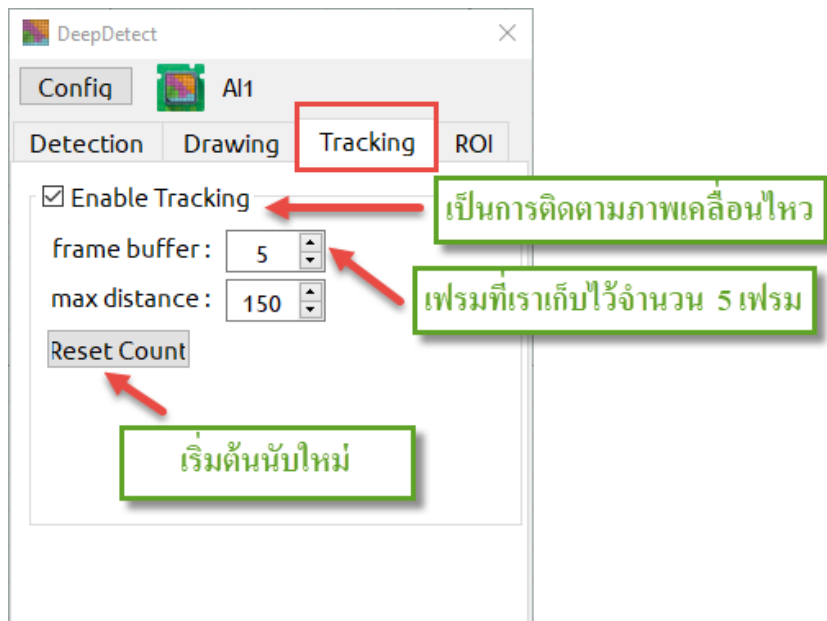 DeepDetect
Config AI1
Detection Drawing Tracking ROI
Enable Tracking
เป็นการติดตามภาพเคลื่อนไหว
frame buffer : 5
เฟรมที่เราเก็บไว้จำนวน 5 เฟรม
max distance : 150
Reset Count
เริ่มต้นนับใหม่